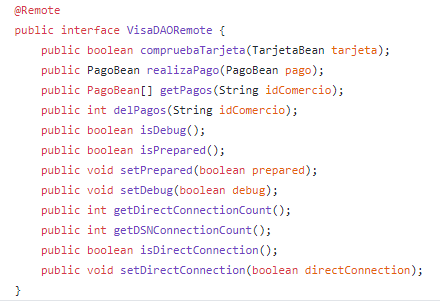 @Remote
public interface VisaDAORemote {
    public boolean compruebaTarjeta(TarjetaBean tarjeta);
    public PagoBean realizaPago(PagoBean pago);
    public PagoBean[] getPagos(String idComercio);
    public int delPagos(String idComercio);
    public boolean isDebug();
    public boolean isPrepared();
    public void setPrepared(boolean prepared);
    public void setDebug(boolean debug);
    public int getDirectConnectionCount();
    public int getDSNConnectionCount();
    public boolean isDirectConnection();
    public void setDirectConnection(boolean directConnection);
}